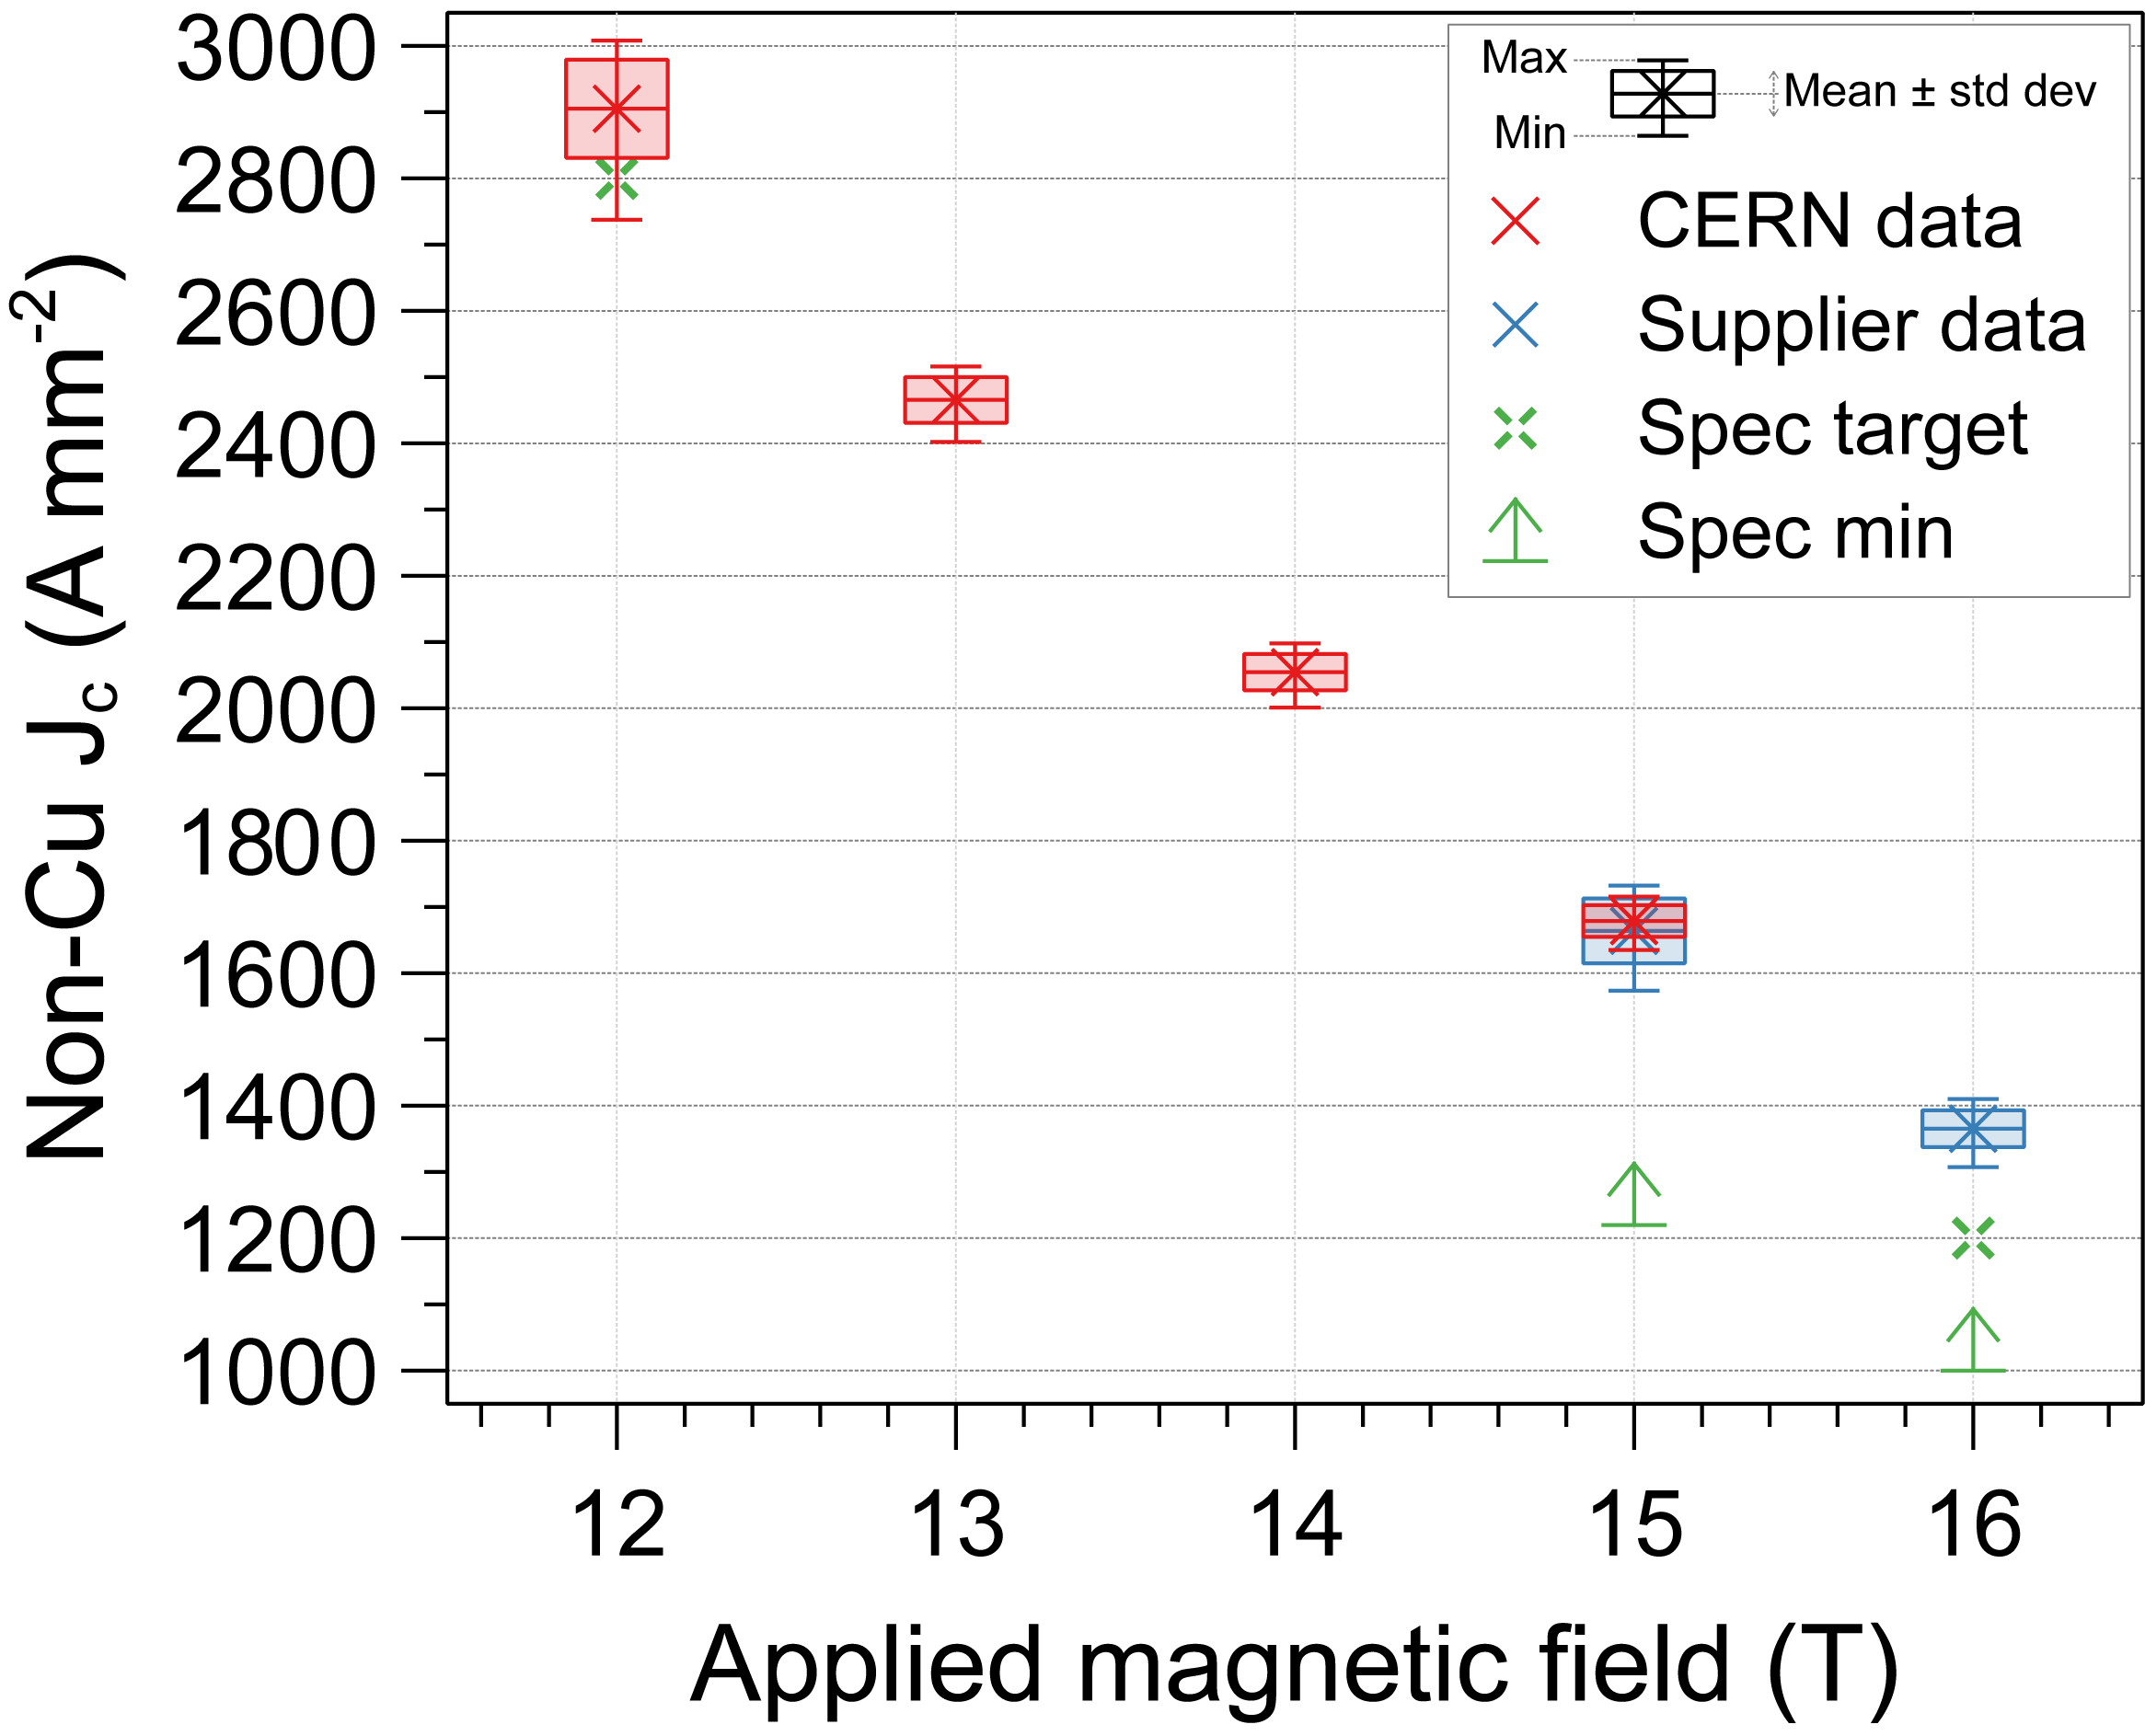 Non-Cu Jc (A mm-2)
3000
2800
2600
2400
2200
2000
1800
1600
1400
1200
1000
Max
Min
Mean ± std dev
CERN data
Supplier data
Spec target
Spec min
12 13 14 15 16
Applied magnetic field (T)